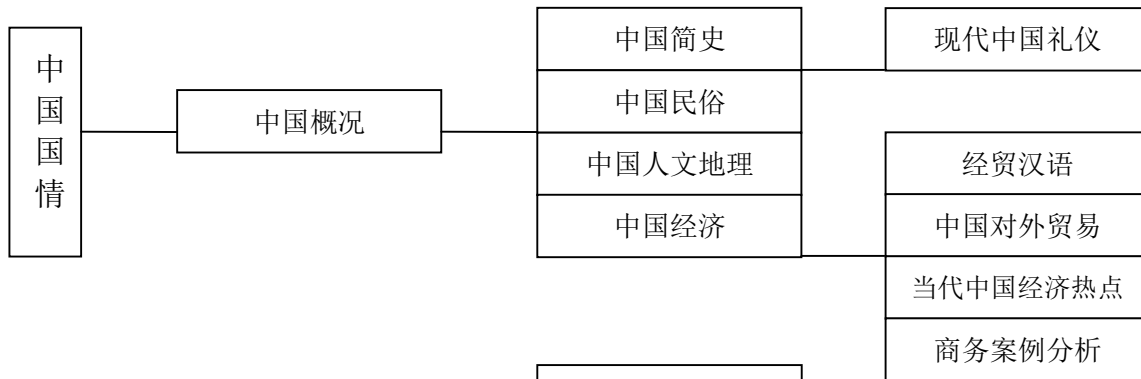 中国国情
中国概况
中国简史
中国民俗
中国人文地理
中国经济
现代中国礼仪
经贸汉语
中国对外贸易
当代中国经济热点
商务案例分析